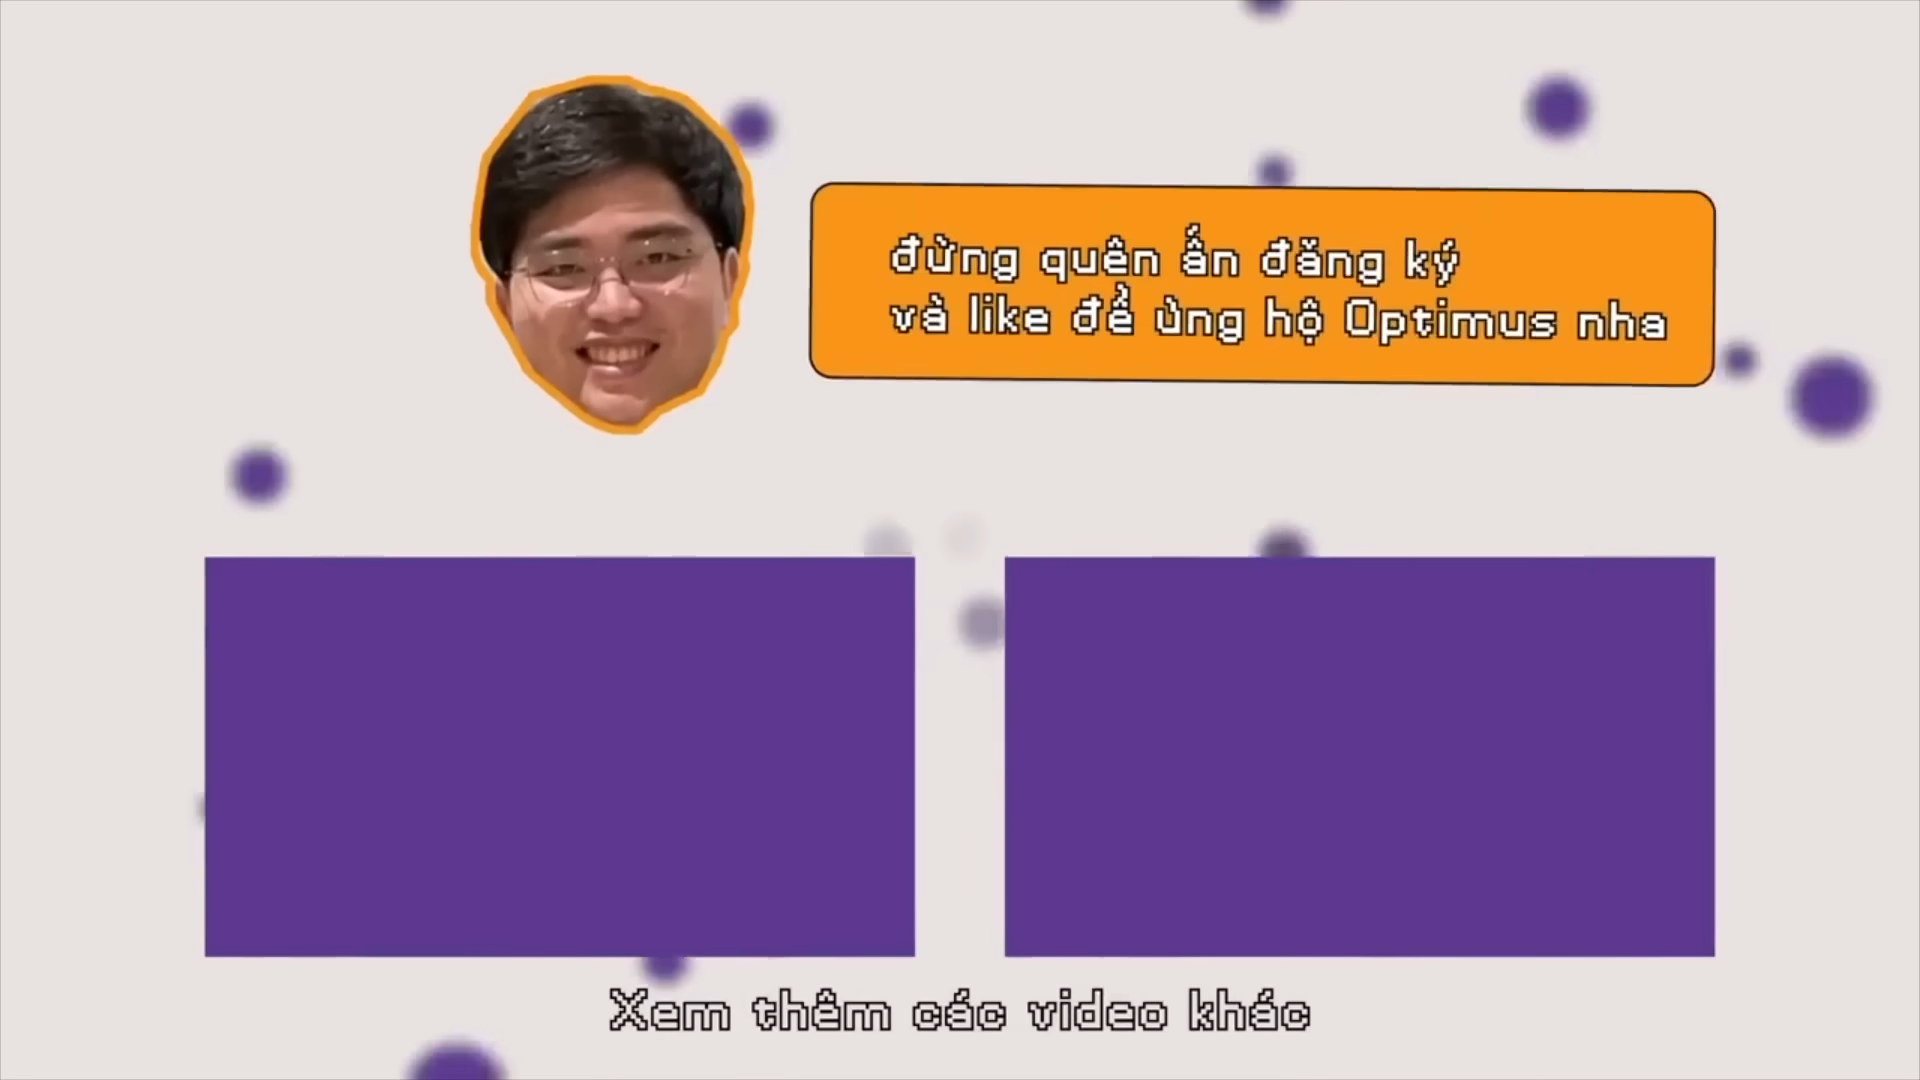 đừng quên ấn đăng ký
và like để ủng hộ Optimus nha
Xem thêm các video khác